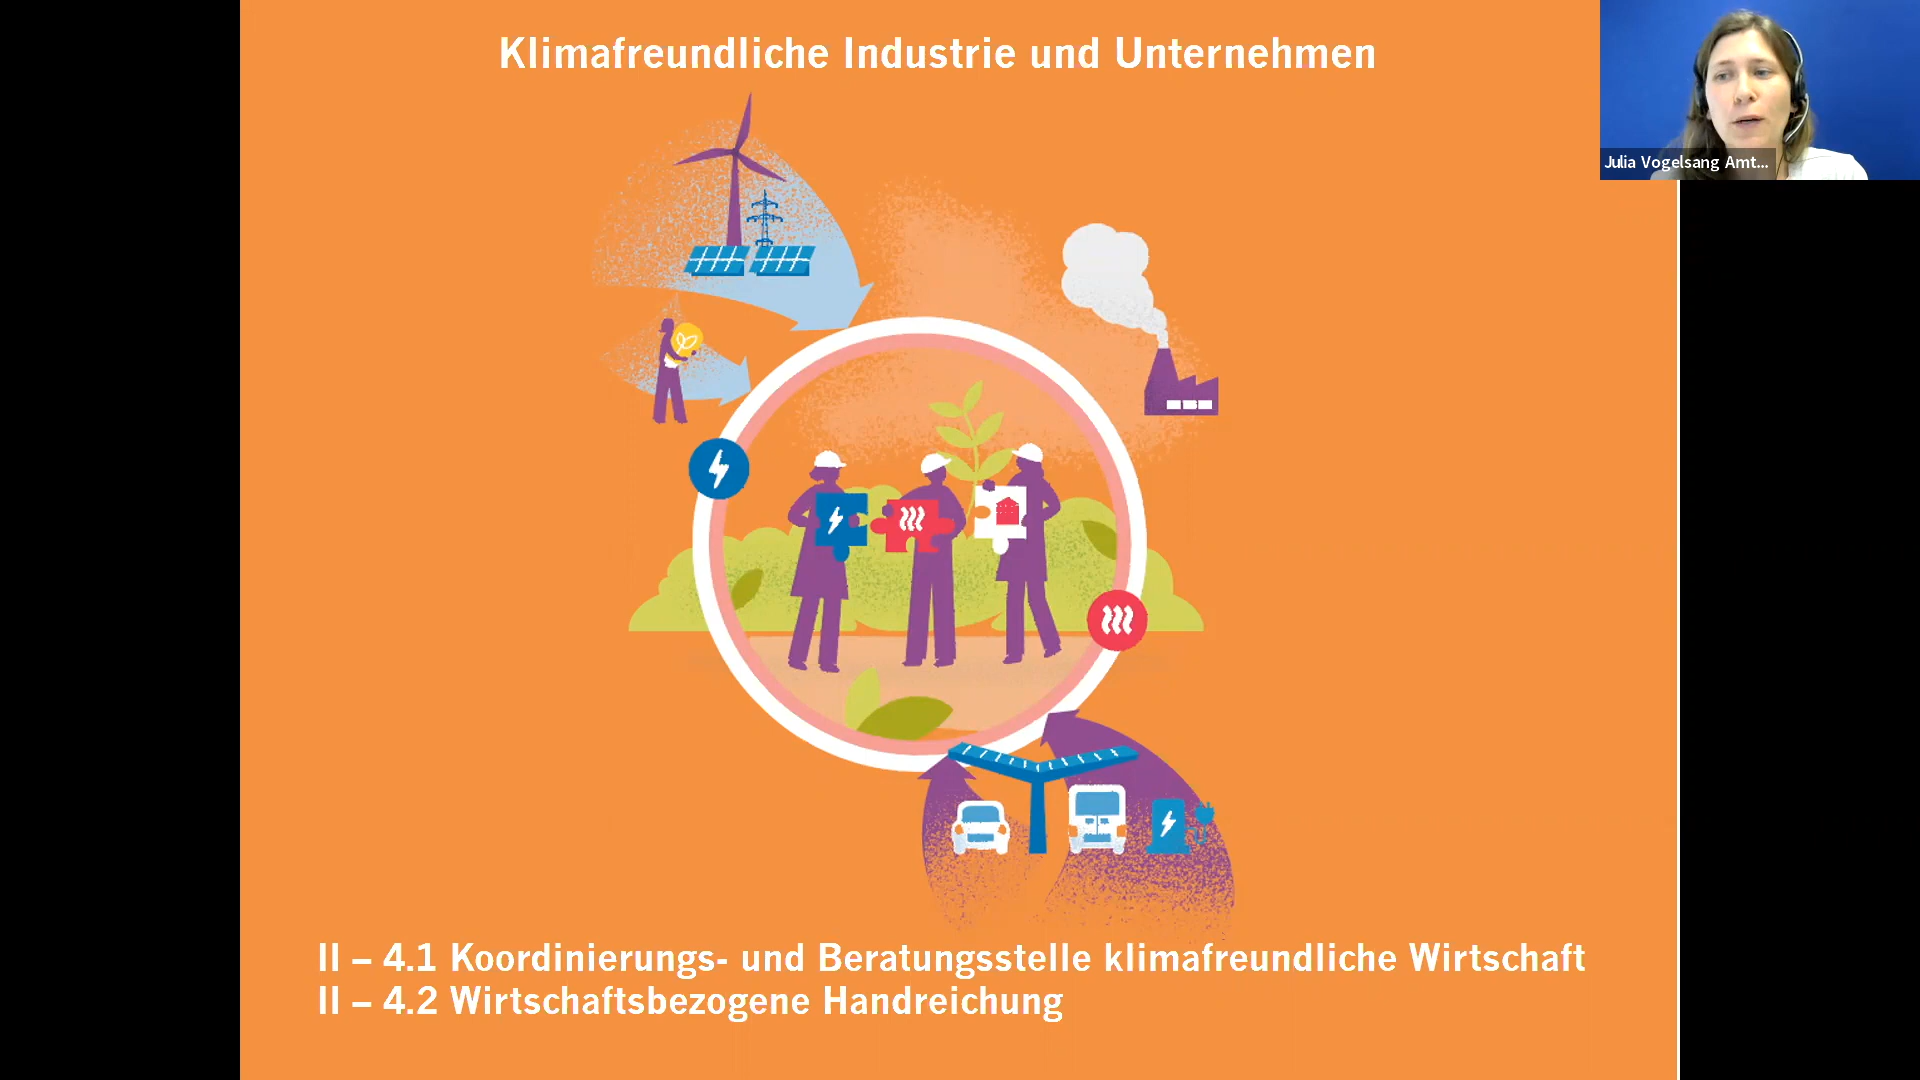 Klimafreundliche Industrie und Unternehmen
Julia Vogelsang Amt...
II – 4.1 Koordinierungs- und Beratungsstelle klimafreundliche Wirtschaft
II – 4.2 Wirtschaftsbezogene Handreichung